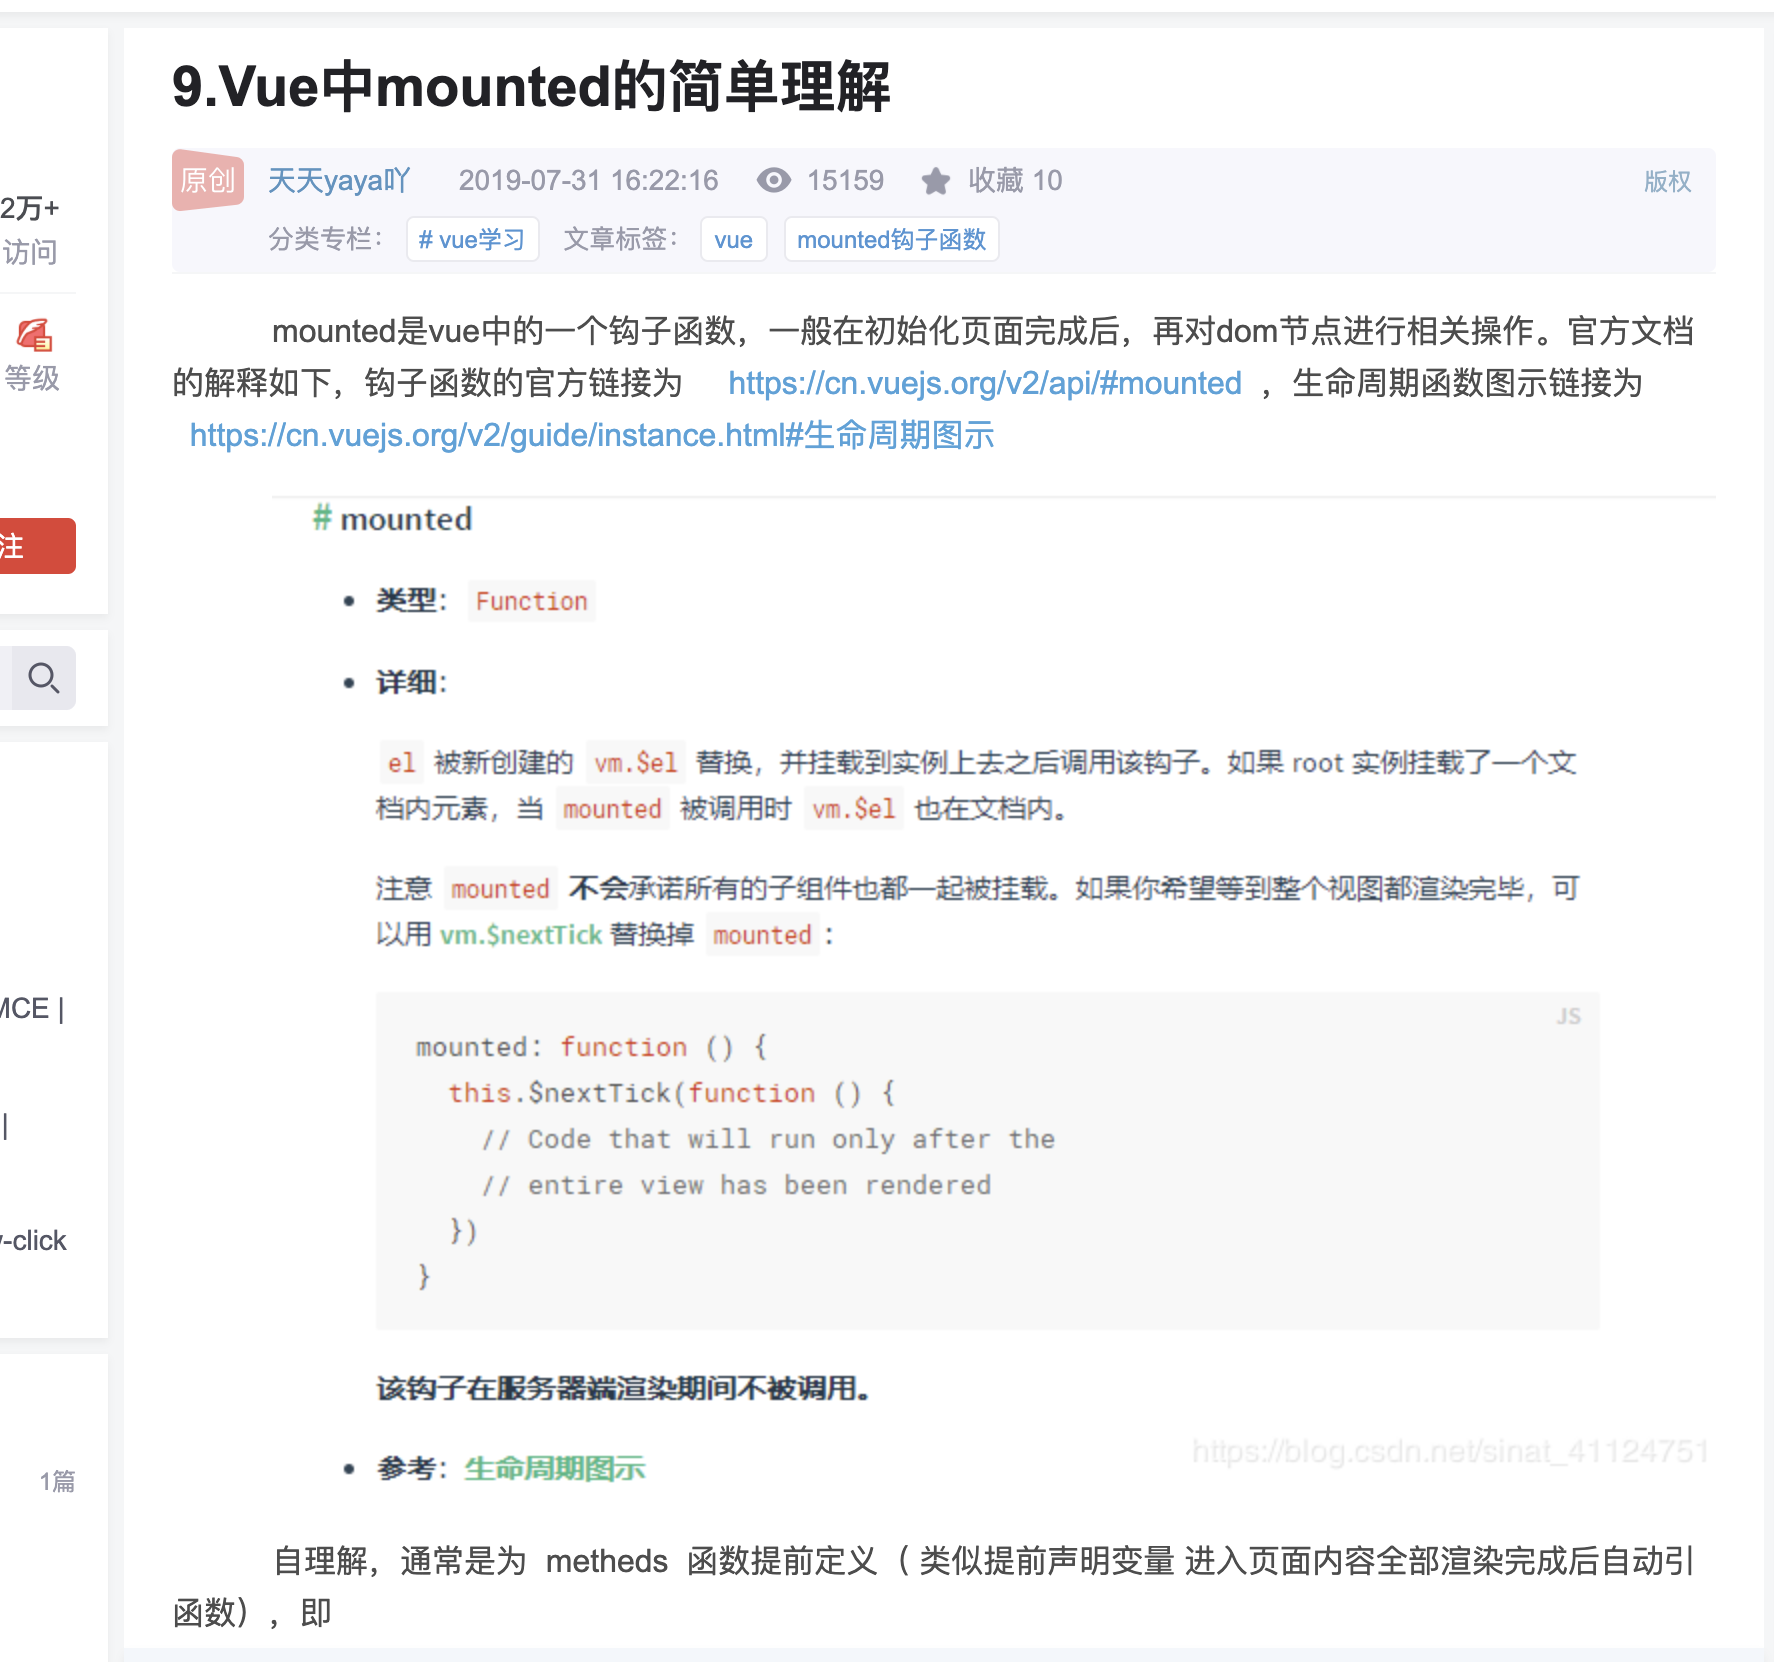 9.Vue中mounted的简单理解
原创 天天yaya吖 2019-07-31 16:22:16 15159 收藏 10 版权
分类专栏： # vue学习 文章标签： vue mounted钩子函数
2万+
访问
等级
注
MCE |
|
-click
1篇
mounted是vue中的一个钩子函数，一般在初始化页面完成后，再对dom节点进行相关操作。官方文档
的解释如下，钩子函数的官方链接为 https://cn.vuejs.org/v2/api/#mounted ，生命周期函数图示链接为
https://cn.vuejs.org/v2/guide/instance.html#生命周期图示
# mounted
• 类型： Function
• 详细：
el 被新创建的 vm.$el 替换，并挂载到实例上去之后调用该钩子。如果 root 实例挂载了一个文
档内元素，当 mounted 被调用时 vm.$el 也在文档内。
注意 mounted 不会承诺所有的子组件也都一起被挂载。如果你希望等到整个视图都渲染完毕，可
以用 vm.$nextTick 替换掉 mounted：
JS
mounted: function () {
this.$nextTick(function () {
// Code that will run only after the
// entire view has been rendered
})
}
该钩子在服务器端渲染期间不被调用。
• 参考：生命周期图示
https://blog.csdn.net/sinat_41124751
自理解，通常是为 metheds 函数提前定义（ 类似提前声明变量 进入页面内容全部渲染完成后自动引
函数），即